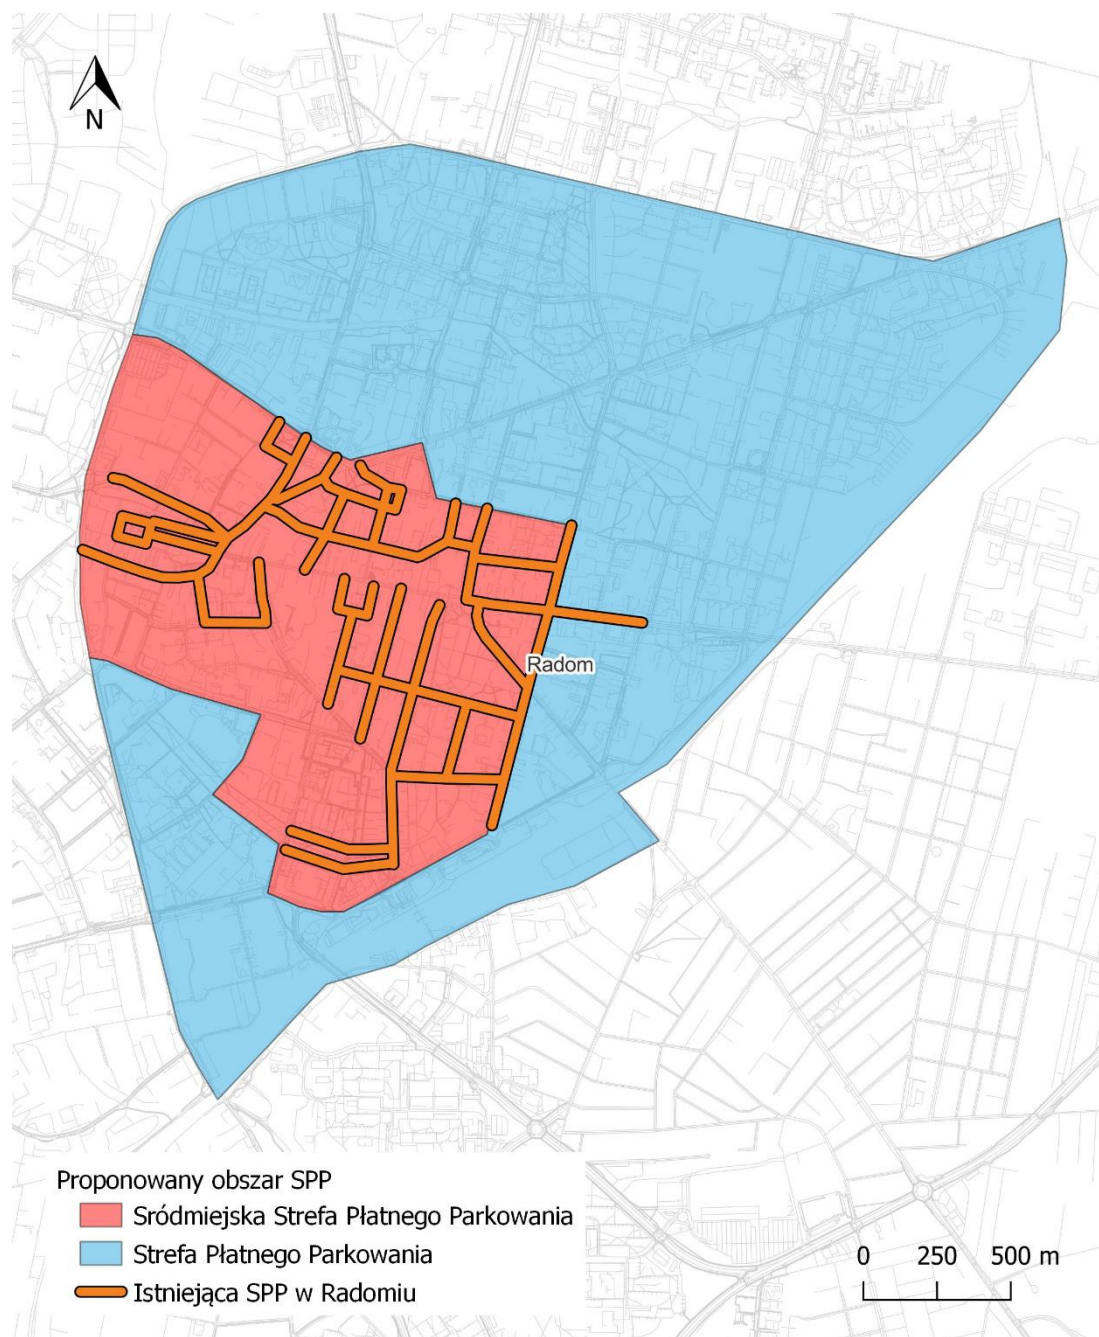 N
Radom
Proponowany obszar SPP
Sródmiejska Strefa Płatnego Parkowania
Strefa Płatnego Parkowania
Istniejąca SPP w Radomiu
0 250 500 m